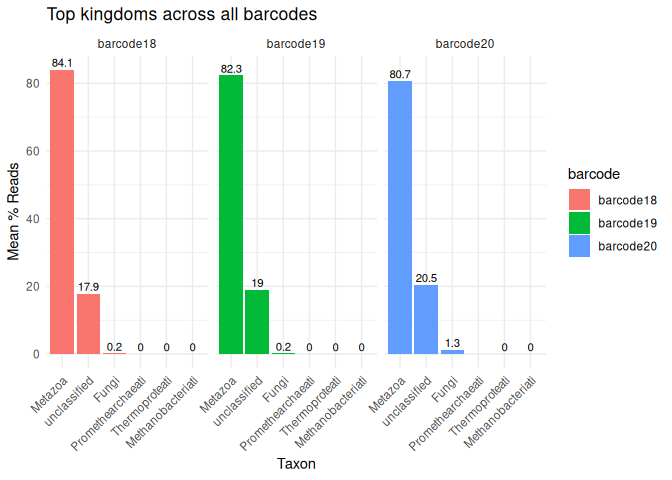 Top kingdoms across all barcodes
barcode18
barcode19
barcode20
84.1
17.9
0.2
0
0
0
82.3
19
0.2
0
0
0
80.7
20.5
1.3
0
0
80
60
40
20
0
Mean % Reads
Metazoa
unclassified
Fungi
Promethearchaeati
Thermoproteati
Methanobacteriati
Metazoa
unclassified
Fungi
Promethearchaeati
Thermoproteati
Methanobacteriati
Metazoa
unclassified
Fungi
Promethearchaeati
Thermoproteati
Methanobacteriati
Taxon
barcode
barcode18
barcode19
barcode20